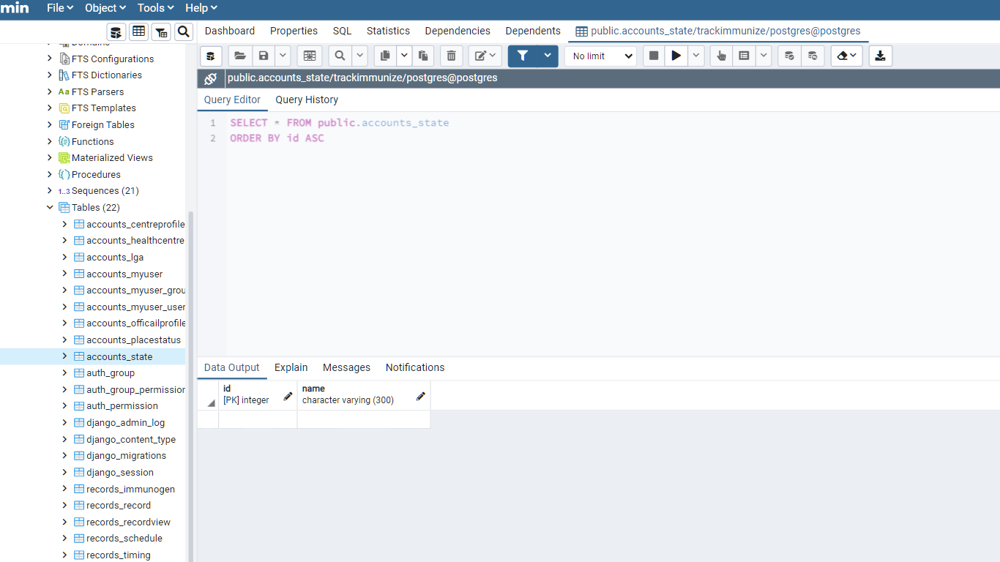 min File Object Tools Help
Dashboard Properties SQL Statistics Dependencies Dependents public.accounts_state/trackimmunize/postgres@postgres
No limit
public.accounts_state/trackimmunize/postgres@postgres
Query Editor Query History
1 SELECT * FROM public.accounts_state
2 ORDER BY id ASC
Data Output Explain Messages Notifications
id name
[PK] integer character varying (300)
Domains
FTS Configurations
FTS Dictionaries
Aa FTS Parsers
FTS Templates
Foreign Tables
Functions
Materialized Views
Procedures
1..3 Sequences (21)
Tables (22)
accounts_centreprofile
accounts_healthcentre
accounts_lga
accounts_myuser
accounts_myuser_grou
accounts_myuser_user
accounts_officailprofile
accounts_placestatus
accounts_state
auth_group
auth_group_permission
auth_permission
django_admin_log
django_content_type
django_migrations
django_session
records_immunogen
records_record
records_recordview
records_schedule
records_timing